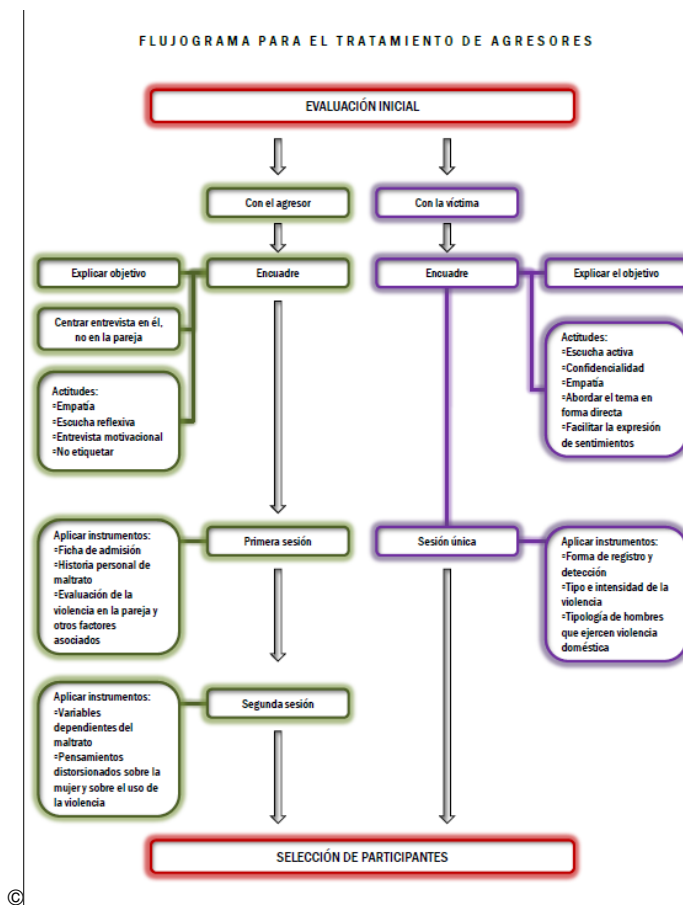 FLUJOGRAMA PARA EL TRATAMIENTO DE AGRESORES
EVALUACIÓN INICIAL
Con el agresor
Con la víctima
Explicar objetivo
Encuadre
Encuadre
Explicar el objetivo
Centrar entrevista en él,
no en la pareja
Actitudes:
▫Empatía
▫Escucha reflexiva
▫Entrevista motivacional
▫No etiquetar
Actitudes:
▫Escucha activa
▫Confidencialidad
▫Empatía
▫Abordar el tema en
forma directa
▫Facilitar la expresión
de sentimientos
Aplicar instrumentos:
▫Ficha de admisión
▫Historia personal de
maltrato
▫Evaluación de la
violencia en la pareja y
otros factores
asociados
Primera sesión
Sesión única
Aplicar instrumentos:
▫Forma de registro y
detección
▫Tipo e intensidad de la
violencia
▫Tipología de hombres
que ejercen violencia
doméstica
Aplicar instrumentos:
▫Variables
dependientes del
maltrato
▫Pensamientos
distorsionados sobre la
mujer y sobre el uso de
la violencia
Segunda sesión
SELECCIÓN DE PARTICIPANTES
©